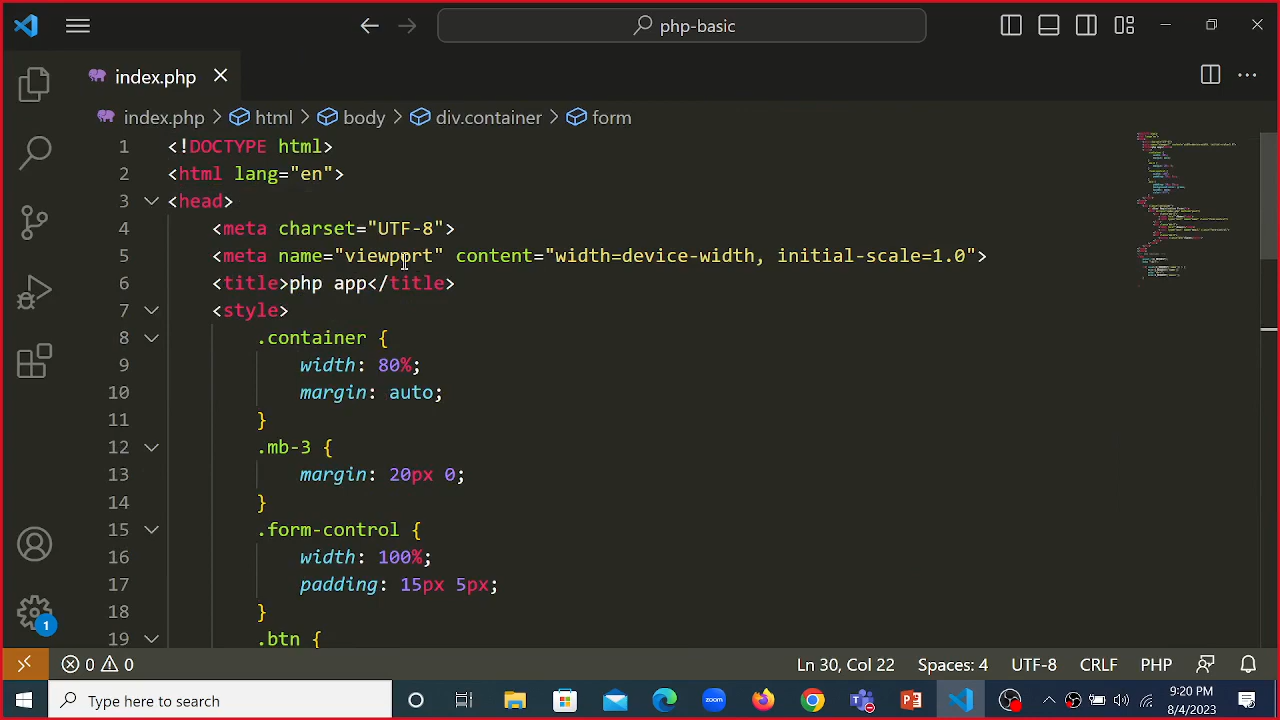 php-basic
index.php
index.php > html > body > div.container > form
1 <!DOCTYPE html>
2 <html lang="en">
3 <head>
4 <meta charset="UTF-8">
5 <meta name="viewport" content="width=device-width, initial-scale=1.0">
6 <title>php app</title>
7 <style>
8 .container {
9 width: 80%;
10 margin: auto;
11 }
12 .mb-3 {
13 margin: 20px 0;
14 }
15 .form-control {
16 width: 100%;
17 padding: 15px 5px;
18 }
19 .btn {
1
0 0 Ln 30, Col 22 Spaces: 4 UTF-8 CRLF PHP
Type here to search
zoom
9:20 PM
8/4/2023